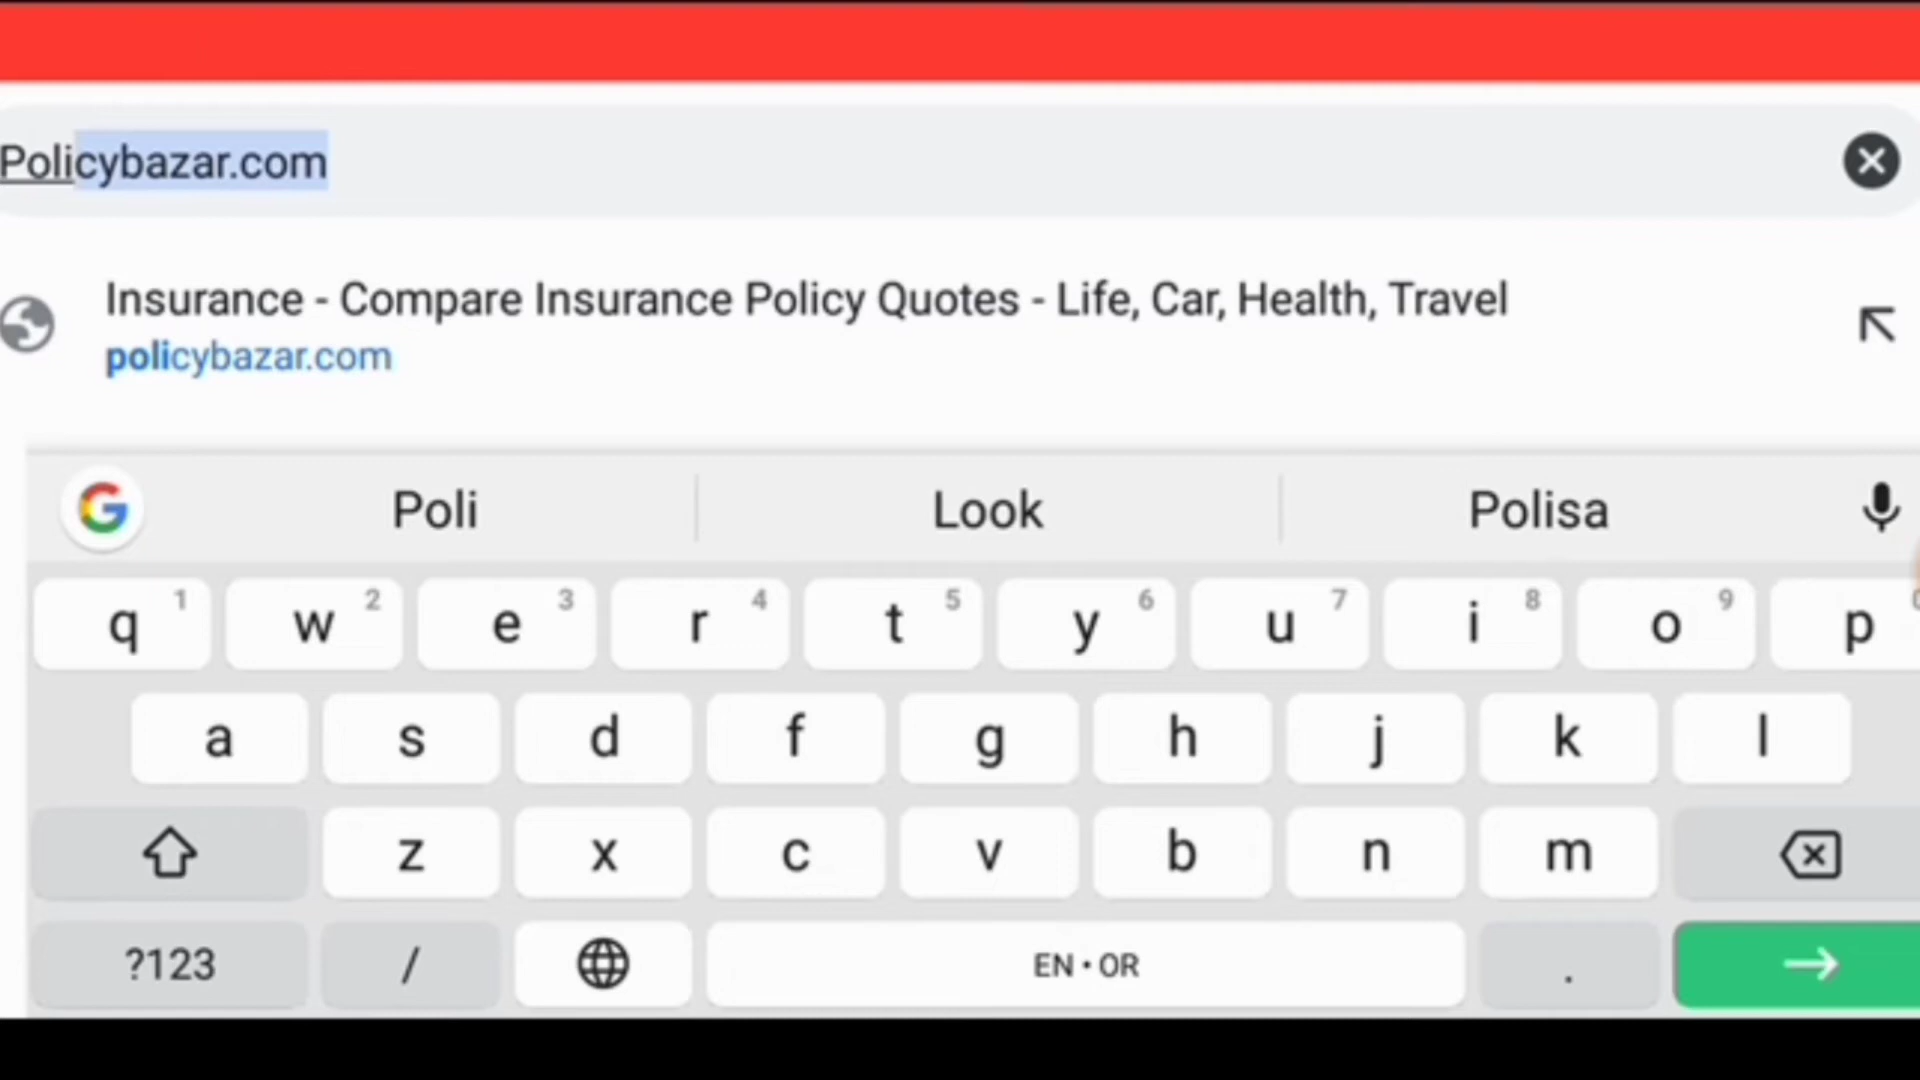 Policybazar.com
Insurance - Compare Insurance Policy Quotes - Life, Car, Health, Travel
policybazar.com
G Poli Look Polisa
q 1 w 2 e 3 r 4 t 5 y 6 u 7 i 8 o 9 p
a s d f g h j k l
z x c v b n m
?123 / EN • OR .